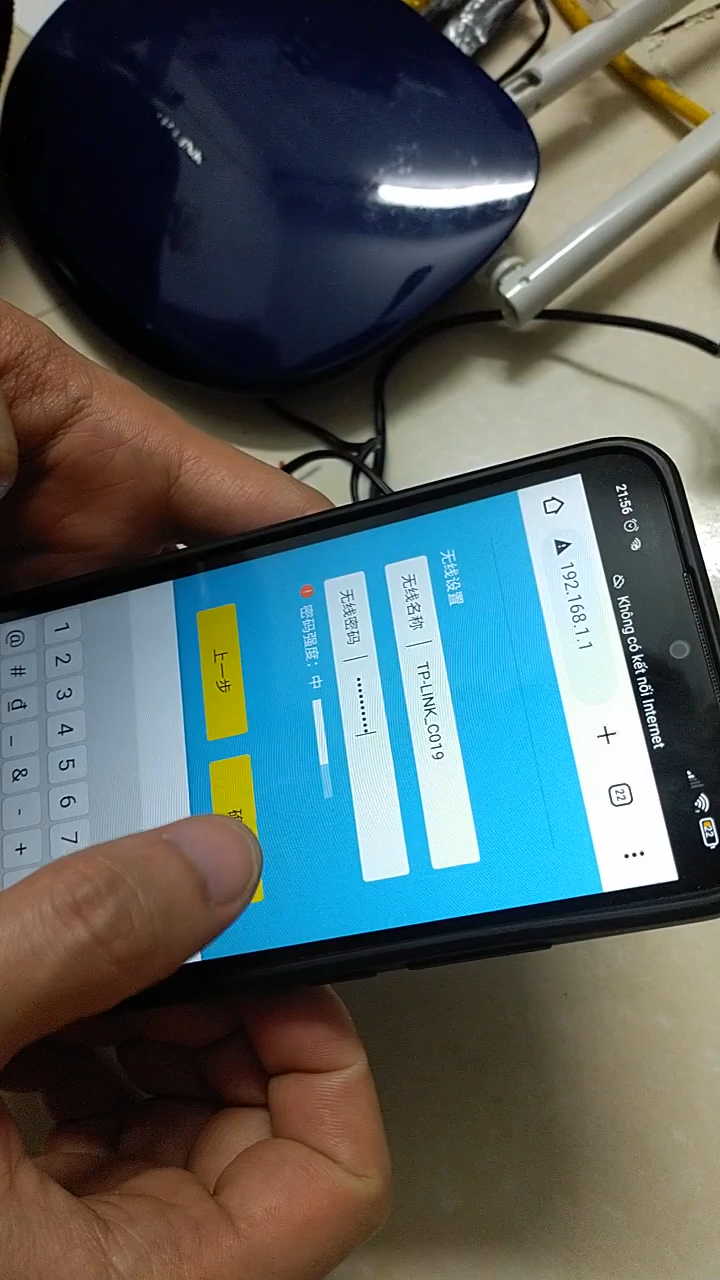 21:56
22
Không có kết nối Internet
192.168.1.1
22
无线设置
无线名称 TP-LINK_C019
无线密码 ••••••••••
密码强度：中
上一步
1 2 3 4 5 6 7
@ # ₫ _ & - +